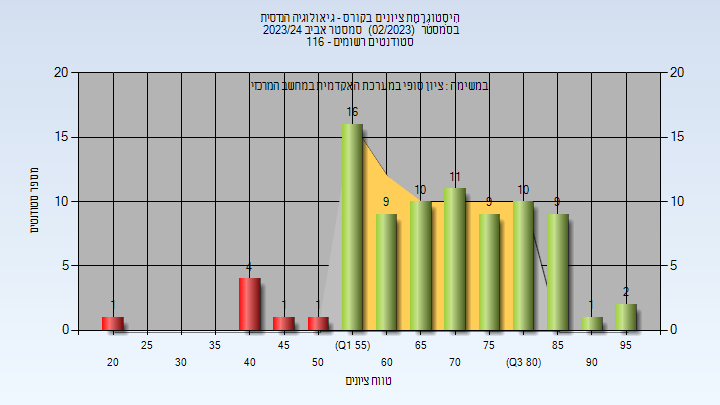 היסטוגרמת ציונים בקורס - גיאולוגיה הנדסית
בסמסטר (02/2023) סמסטר אביב 2023/24
סטודנטים רשומים - 116
במשימה : ציון סופי במערכת האקדמית במחשב המרכזי
מספר סטודנטים
20 20
15 15
10 10
5 5
0 0
1 4 1 1 16 9 10 11 9 10 9 1 2
25 35 45 (Q1 55) 65 75 85 95
20 30 40 50 60 70 (Q3 80) 90
טווח ציונים